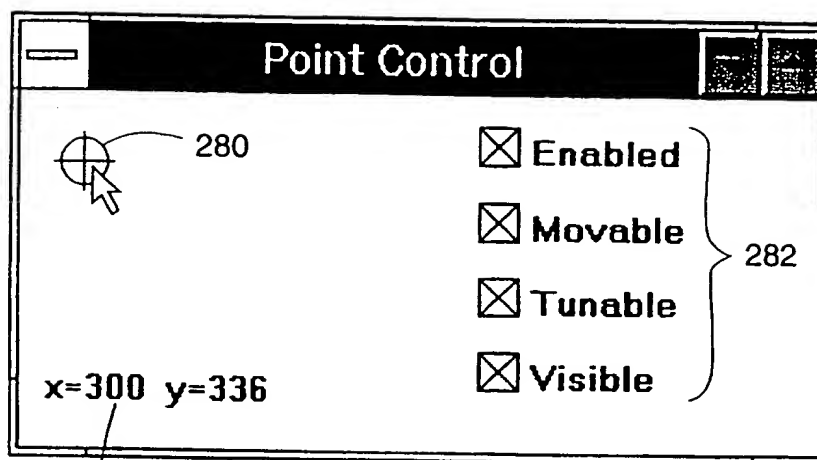 Point Control
280
Enabled
Movable
282
Tunable
Visible
x=300 y=336